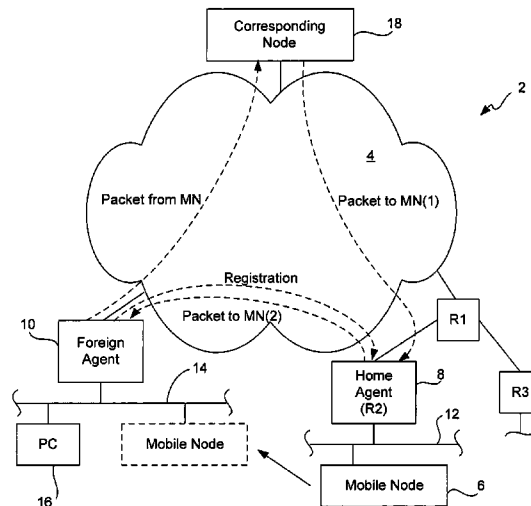 Corresponding
Node
18
2
4
Packet from MN
Packet to MN(1)
Registration
10
Packet to MN(2)
R1
Foreign
Agent
14
8
Home
Agent
(R2)
R3
12
PC
Mobile Node
16
Mobile Node
6